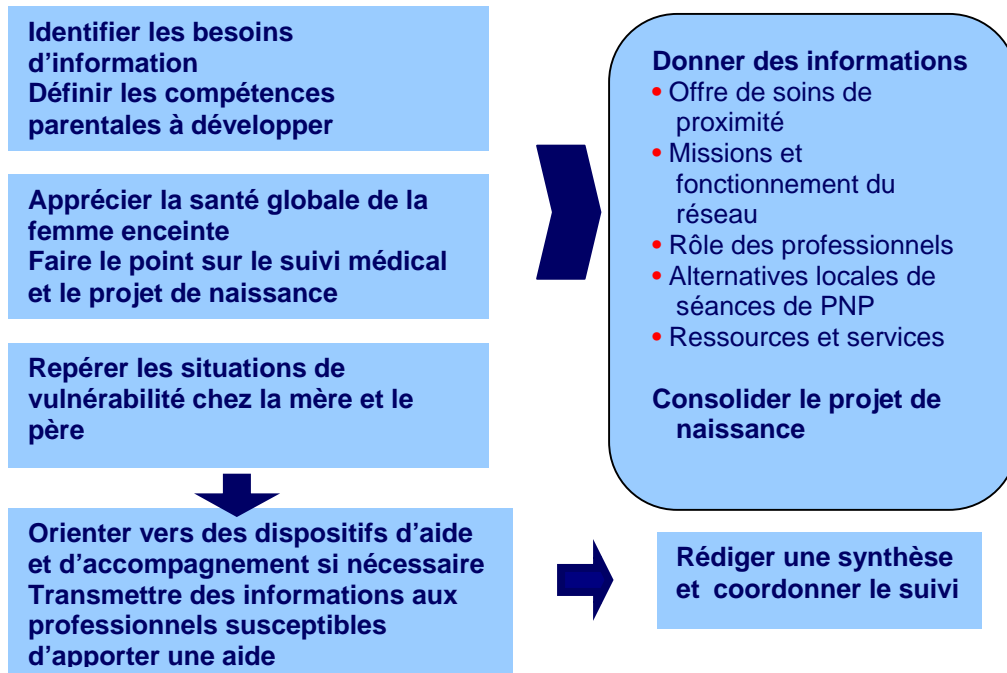 Identifier les besoins
d’information
Définir les compétences
parentales à développer
Apprécier la santé globale de la
femme enceinte
Faire le point sur le suivi médical
et le projet de naissance
Repérer les situations de
vulnérabilité chez la mère et le
père
Orienter vers des dispositifs d’aide
et d’accompagnement si nécessaire
Transmettre des informations aux
professionnels susceptibles
d’apporter une aide
Donner des informations
• Offre de soins de
proximité
• Missions et
fonctionnement du
réseau
• Rôle des professionnels
• Alternatives locales de
séances de PNP
• Ressources et services
Consolider le projet de
naissance
Rédiger une synthèse
et coordonner le suivi